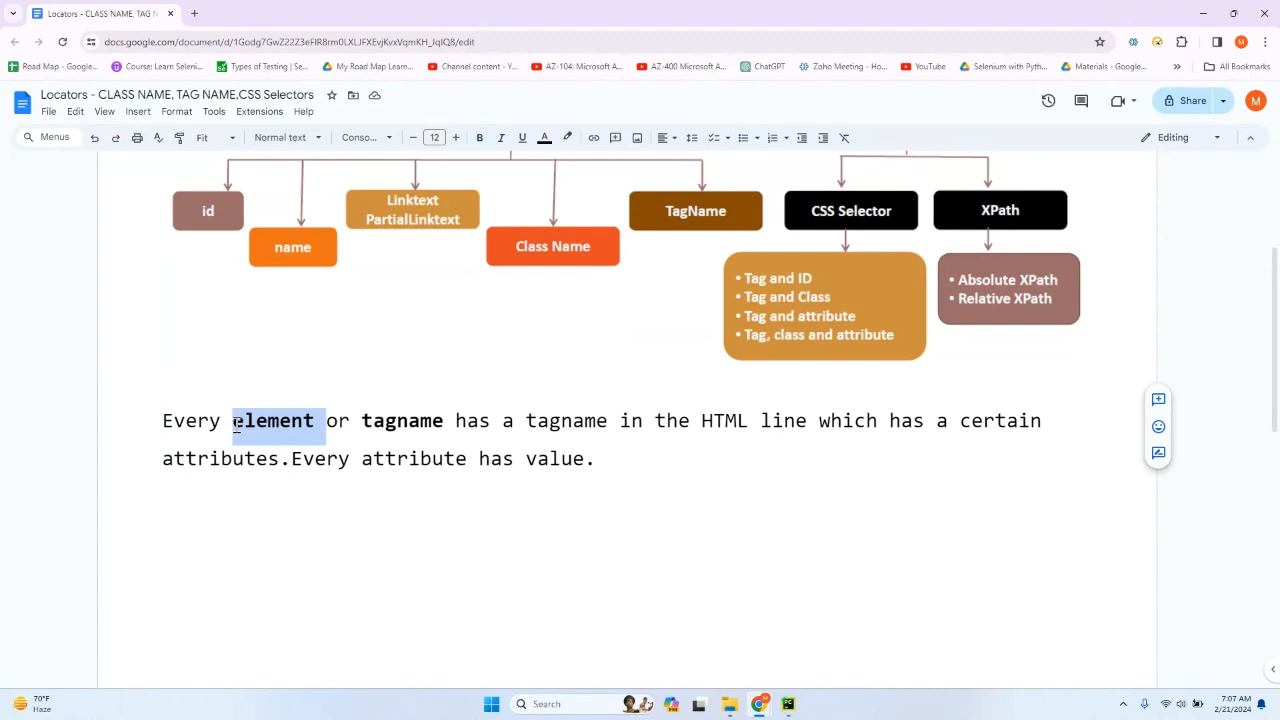 Locators - CLASS NAME, TAG N
docs.google.com/document/d/1Godg7GwZ22Z3eFIR8rm0LXLJFXEvjKvxVqmKH_IqIQ8/edit
Road Map - Google...
Course: Learn Seleni...
Types of Testing | Se...
My Road Map Learn...
Channel content - Y...
AZ-104: Microsoft A...
AZ-400 Microsoft A...
ChatGPT
Zoho Meeting - Ho...
YouTube
Selenium with Pyth...
Materials - Google...
»
All Bookmarks
Locators - CLASS NAME, TAG NAME,CSS Selectors
File Edit View Insert Format Tools Extensions Help
Share
M
Menus
Fit
Normal text
Conso...
12
B I U A
Editing
id
name
Linktext
PartialLinktext
Class Name
TagName
CSS Selector
XPath
• Tag and ID
• Tag and Class
• Tag and attribute
• Tag, class and attribute
• Absolute XPath
• Relative XPath
Every element or tagname has a tagname in the HTML line which has a certain
attributes.Every attribute has value.
70°F
Haze
Search
7:07 AM
2/21/2024